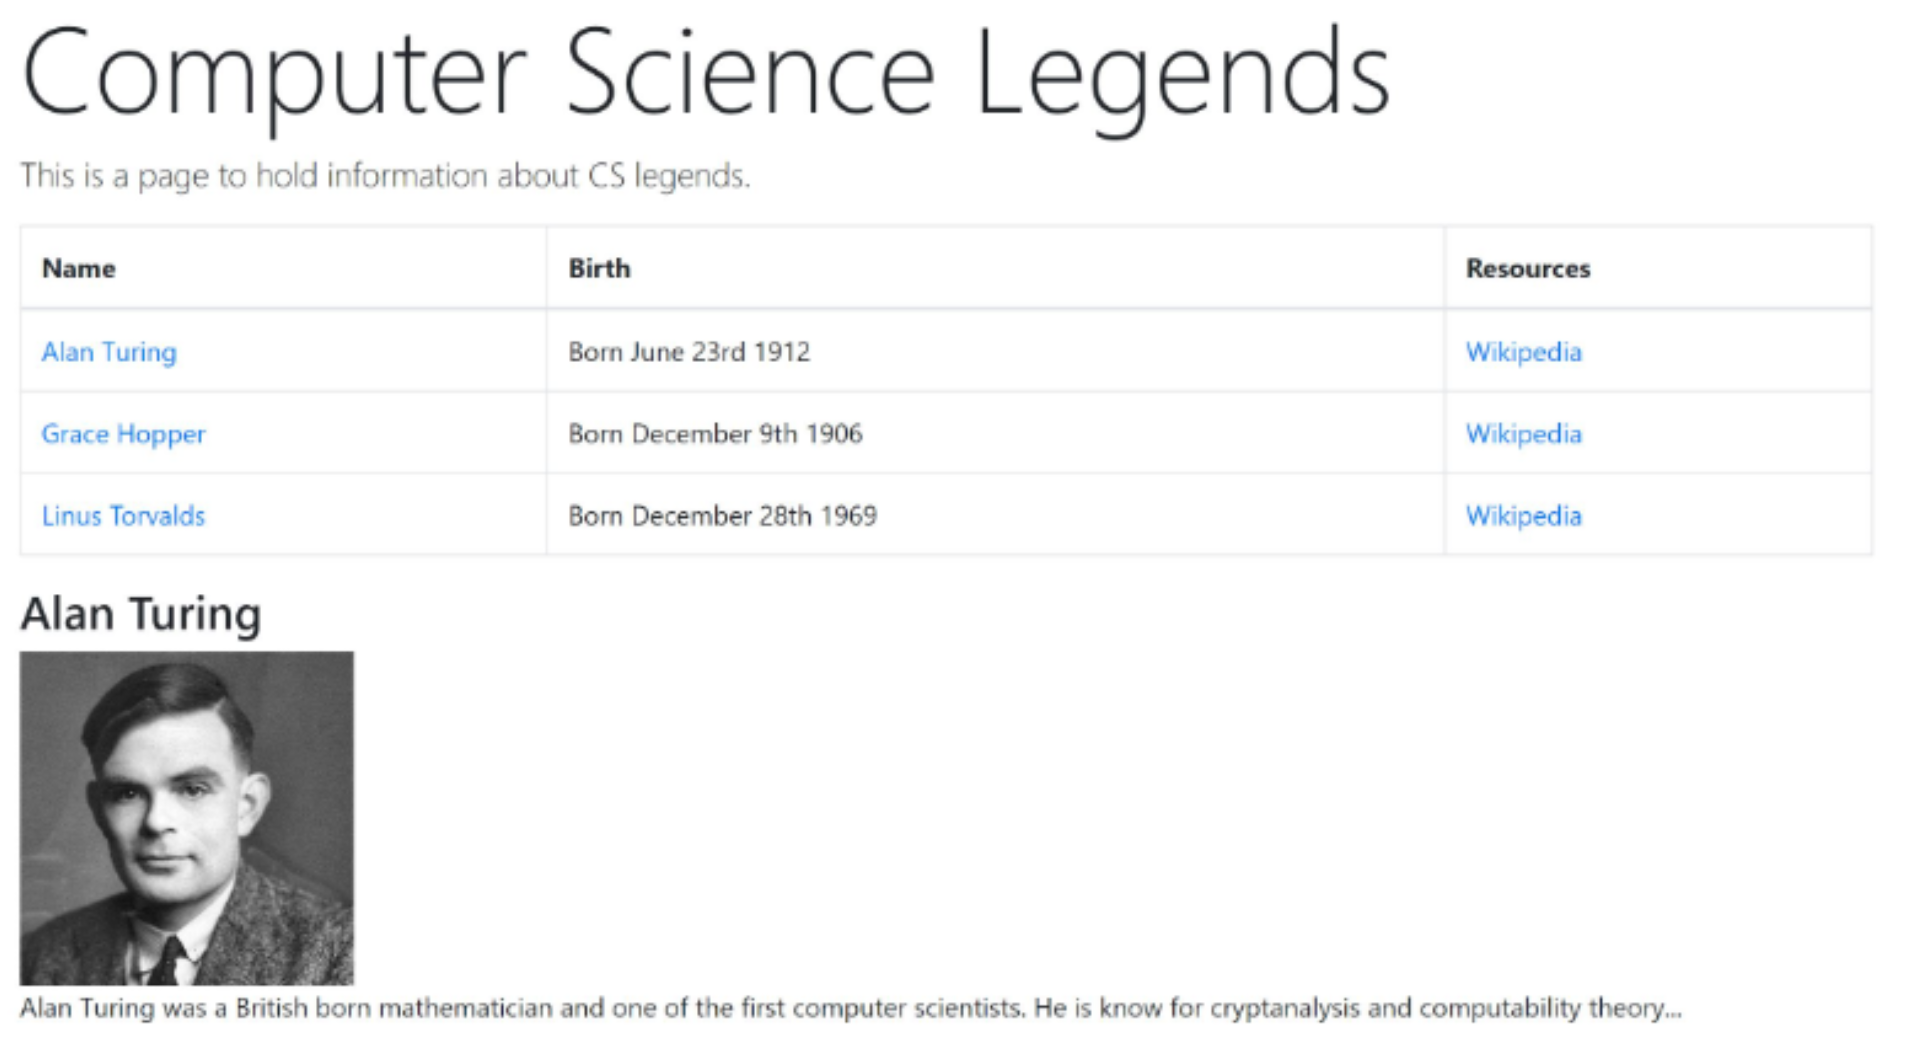 Computer Science Legends
This is a page to hold information about CS legends.
Name Birth Resources
Alan Turing Born June 23rd 1912 Wikipedia
Grace Hopper Born December 9th 1906 Wikipedia
Linus Torvalds Born December 28th 1969 Wikipedia
Alan Turing
Alan Turing was a British born mathematician and one of the first computer scientists. He is know for cryptanalysis and computability theory...